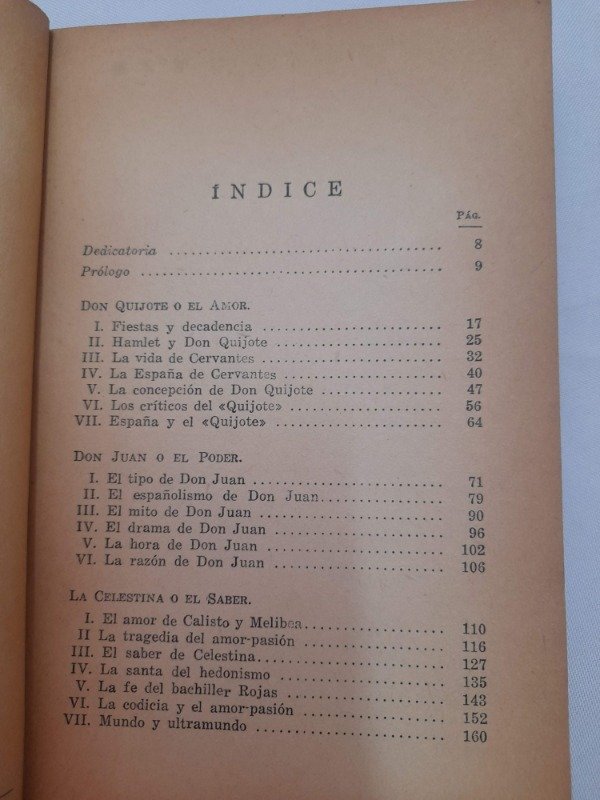 ÍNDICE
Pág.
Dedicatoria ........................................ 8
Prólogo ............................................ 9
Don Quijote o el Amor.
I. Fiestas y decadencia ........................ 17
II. Hamlet y Don Quijote ........................ 25
III. La vida de Cervantes ........................ 32
IV. La España de Cervantes ........................ 40
V. La concepción de Don Quijote ................ 47
VI. Los críticos del «Quijote» .................... 56
VII. España y el «Quijote» ........................ 64
Don Juan o el Poder.
I. El tipo de Don Juan ........................ 71
II. El españolismo de Don Juan.................. 79
III. El mito de Don Juan ........................ 90
IV. El drama de Don Juan ........................ 96
V. La hora de Don Juan ........................ 102
VI. La razón de Don Juan ........................ 106
La Celestina o el Saber.
I. El amor de Calisto y Melibea.................. 110
II La tragedia del amor-pasión .................. 116
III. El saber de Celestina........................ 127
IV. La santa del hedonismo ...................... 135
V. La fe del bachiller Rojas .................... 143
VI. La codicia y el amor-pasión .................. 152
VII. Mundo y ultramundo ........................ 160